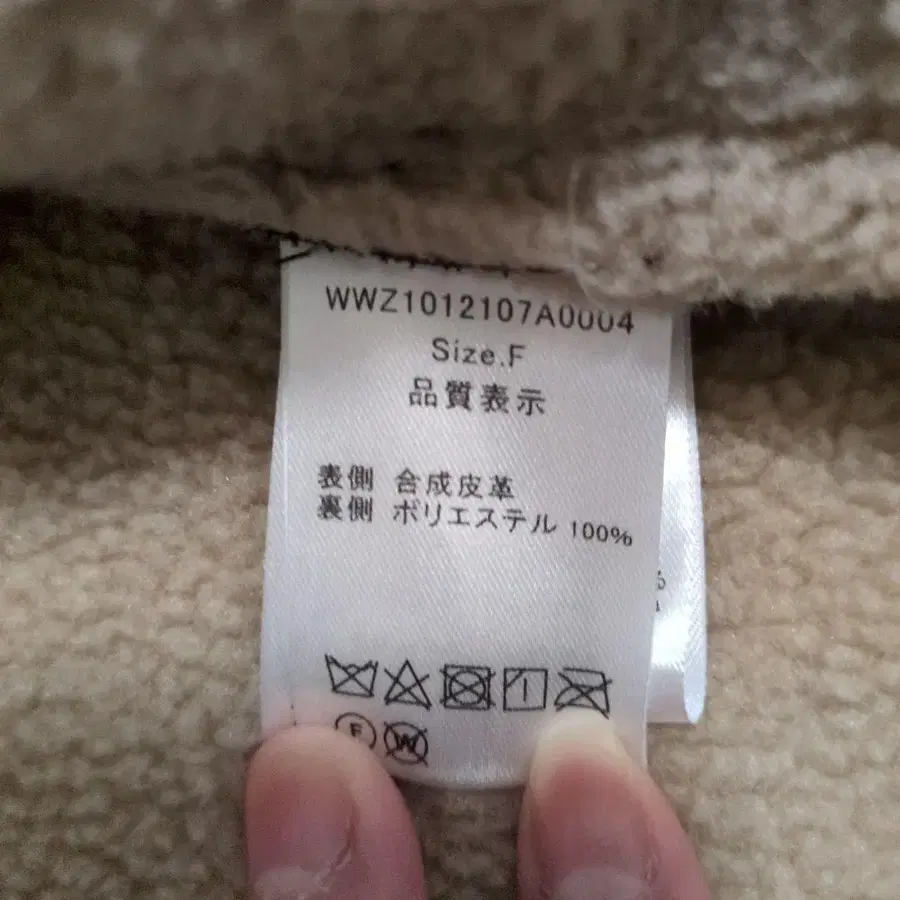 WWZ1012107A0004
Size.F
品質表示
表側 合成皮革
裏側 ポリエステル 100%
F W